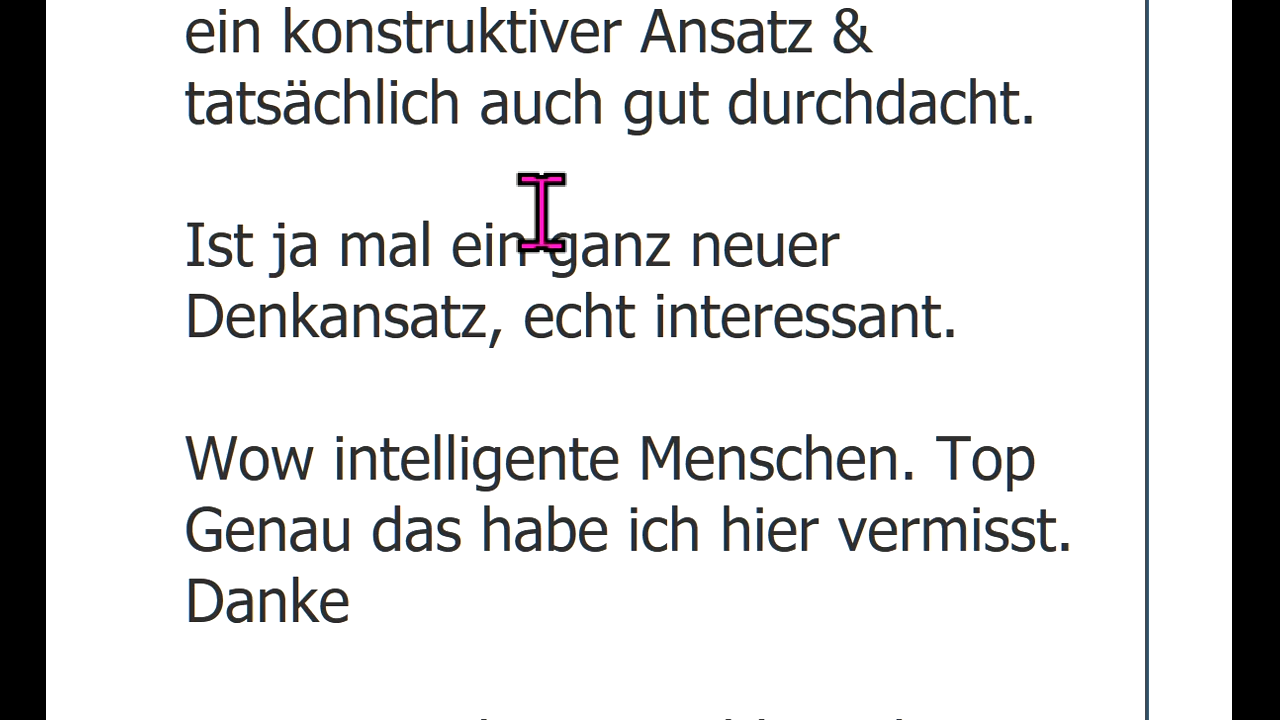 ein konstruktiver Ansatz &
tatsächlich auch gut durchdacht.
Ist ja mal ein ganz neuer
Denkansatz, echt interessant.
Wow intelligente Menschen. Top
Genau das habe ich hier vermisst.
Danke